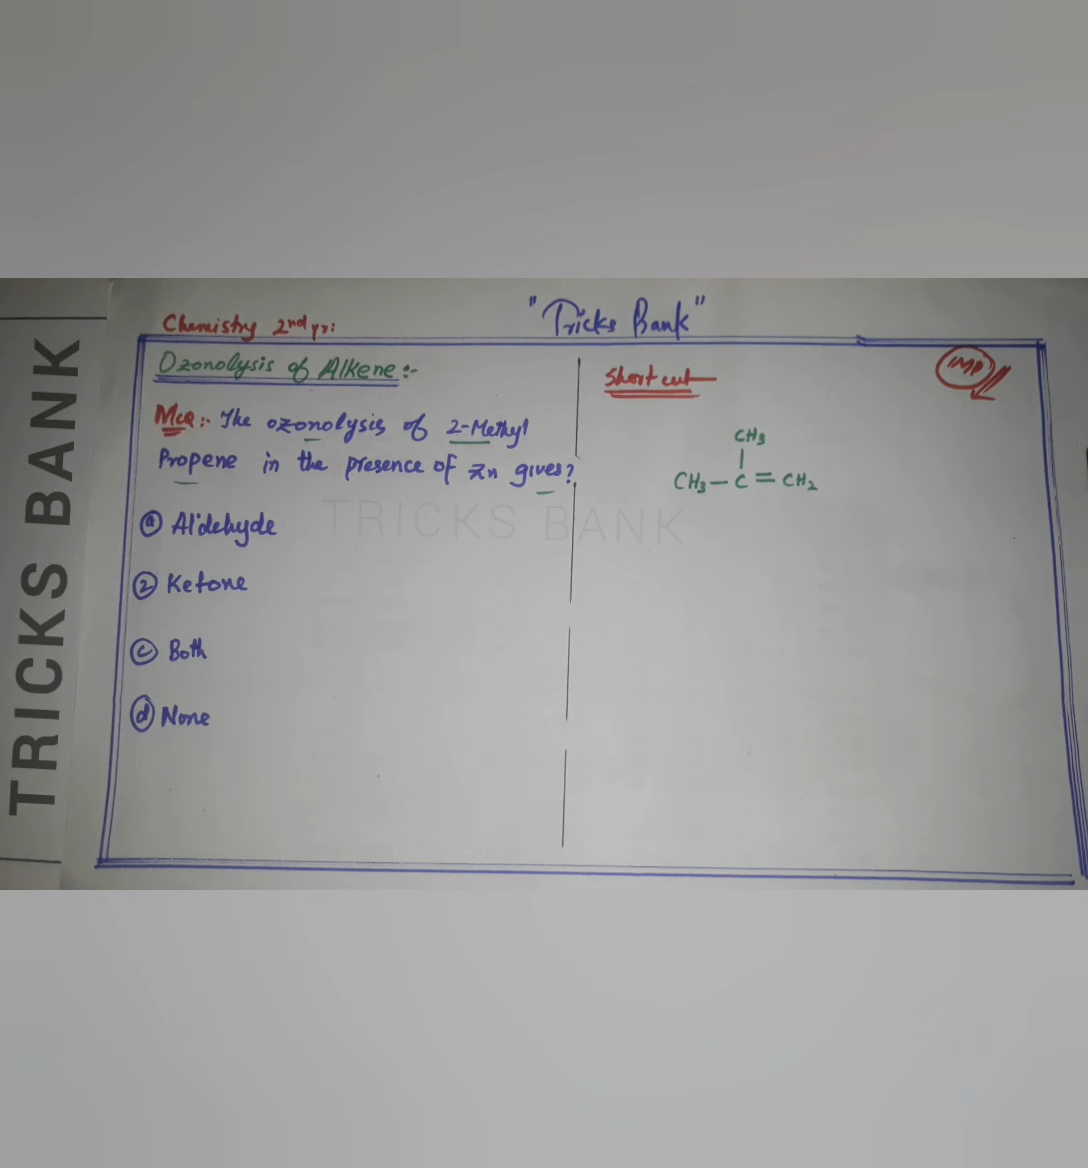 TRICKS BANK
Chemistry 2nd yr:
"Tricks Bank"
Ozonolysis of Alkene :-
Short cut
IMP
Mcq :- The ozonolysis of 2-Methyl
Propene in the presence of Zn gives?
(a) Aldehyde
(2) Ketone
(c) Both
(d) None
CH3
|
CH3 — C = CH2
TRICKS BANK